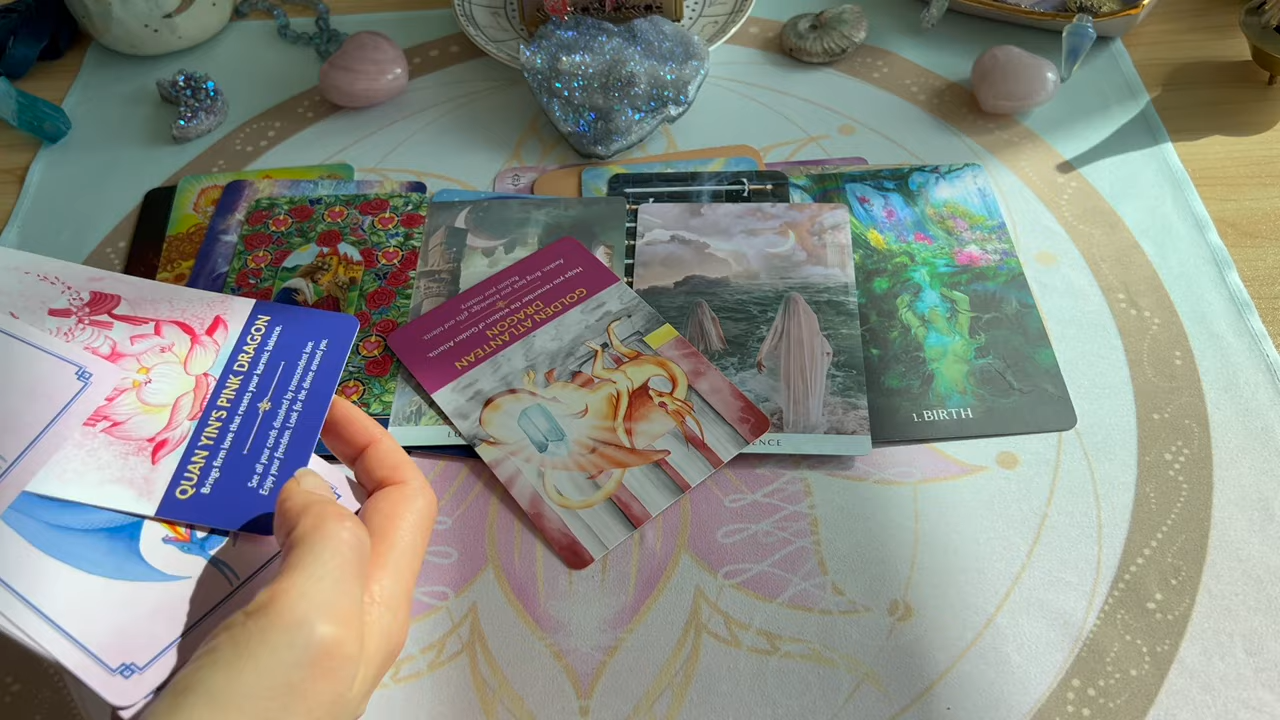 QUAN YIN'S PINK DRAGON
Brings firm love that resets your karmic balance.
See all your cords dissolved by transcendent love.
Enjoy your freedom. Look for the divine around you.
GOLDEN ATLANTEAN
DRAGON
Helps you remember the wisdom of Golden Atlantis.
Awaken. Bring back your knowledge, gifts and talents.
Reclaim your mastery.
ENCE
1. BIRTH